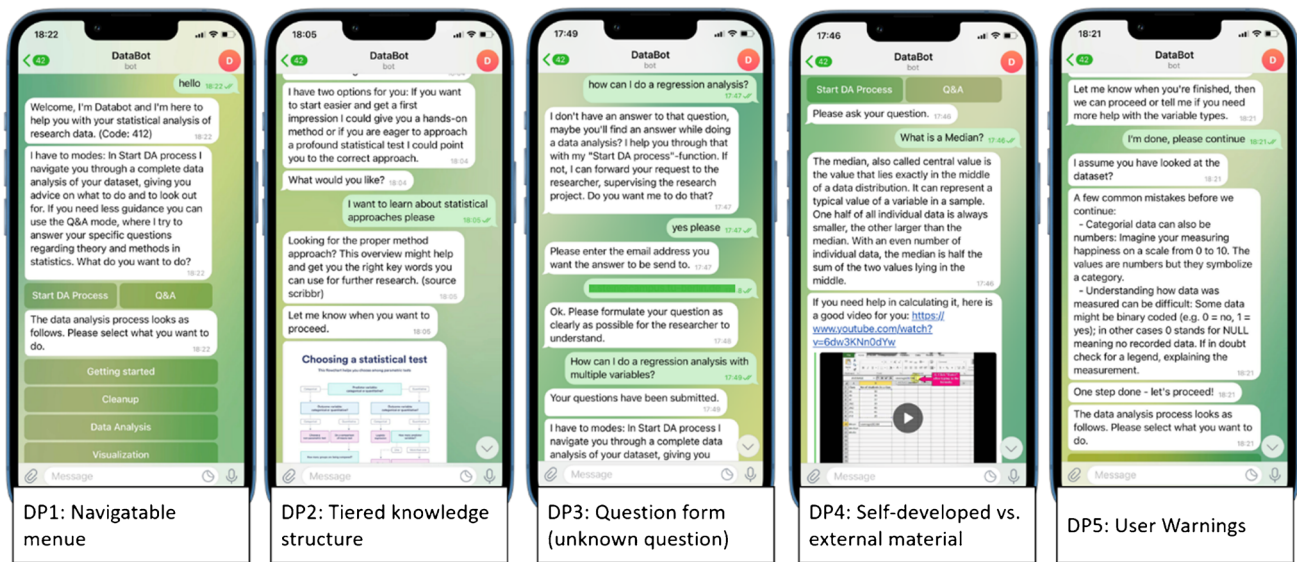 18:22
42
DataBot
bot
D
hello 18:22
Welcome, I'm Databot and I'm here to
help you with your statistical analysis of
research data. (Code: 412) 18:22
I have to modes: In Start DA process I
navigate you through a complete data
analysis of your dataset, giving you
advice on what to do and to look out
for. If you need less guidance you can
use the Q&A mode, where I try to
answer your specific questions
regarding theory and methods in
statistics. What do you want to do?
18:22
Start DA Process
Q&A
The data analysis process looks as
follows. Please select what you want to
do. 18:22
Getting started
Cleanup
Data Analysis
Visualization
Message
DP1: Navigatable
menue
18:05
42
DataBot
bot
D
I have two options for you: If you want
to start easier and get a first
impression I could give you a hands-on
method or if you are eager to approach
a profound statistical test I could point
you to the correct approach. 18:04
What would you like? 18:04
I want to learn about statistical
approaches please 18:05
Looking for the proper method
approach? This overview might help
and get you the right key words you
can use for further research. (source
scribbr) 18:05
Let me know when you want to
proceed. 18:05
Choosing a statistical test
Message
DP2: Tiered knowledge
structure
17:49
42
DataBot
bot
D
how can I do a regression analysis?
17:47
I don't have an answer to that question,
maybe you'll find an answer while doing
a data analysis? I help you through that
with my "Start DA process"-function. If
not, I can forward your request to the
researcher, supervising the research
project. Do you want me to do that?
17:47
yes please 17:47
Please enter the email address you
want the answer to be send to. 17:47
Ok. Please formulate your question as
clearly as possible for the researcher to
understand. 17:48
How can I do a regression analysis with
multiple variables? 17:49
Your questions have been submitted.
17:49
I have to modes: In Start DA process I
navigate you through a complete data
analysis of your dataset, giving you
Message
DP3: Question form
(unknown question)
17:46
42
DataBot
bot
D
Start DA Process
Q&A
Please ask your question. 17:46
What is a Median? 17:46
The median, also called central value is
the value that lies exactly in the middle
of a data distribution. It can represent a
typical value of a variable in a sample.
One half of all individual data is always
smaller, the other larger than the
median. With an even number of
individual data, the median is half the
sum of the two values lying in the
middle. 17:46
If you need help in calculating it, here is
a good video for you: https://
www.youtube.com/watch?
v=6dw3KNn0dYw
Message
DP4: Self-developed vs.
external material
18:21
42
DataBot
bot
D
Let me know when you're finished, then
we can proceed or tell me if you need
more help with the variable types. 18:21
I'm done, please continue 18:21
I assume you have looked at the
dataset? 18:21
A few common mistakes before we
continue:
- Categorial data can also be
numbers: Imagine your measuring
happiness on a scale from 0 to 10. The
values are numbers but they symbolize
a category.
- Understanding how data was
measured can be difficult: Some data
might be binary coded (e.g. 0 = no, 1 =
yes); in other cases 0 stands for NULL
meaning no recorded data. If in doubt
check for a legend, explaining the
measurement. 18:21
One step done - let's proceed! 18:21
The data analysis process looks as
follows. Please select what you want to
do. 18:21
Message
DP5: User Warnings